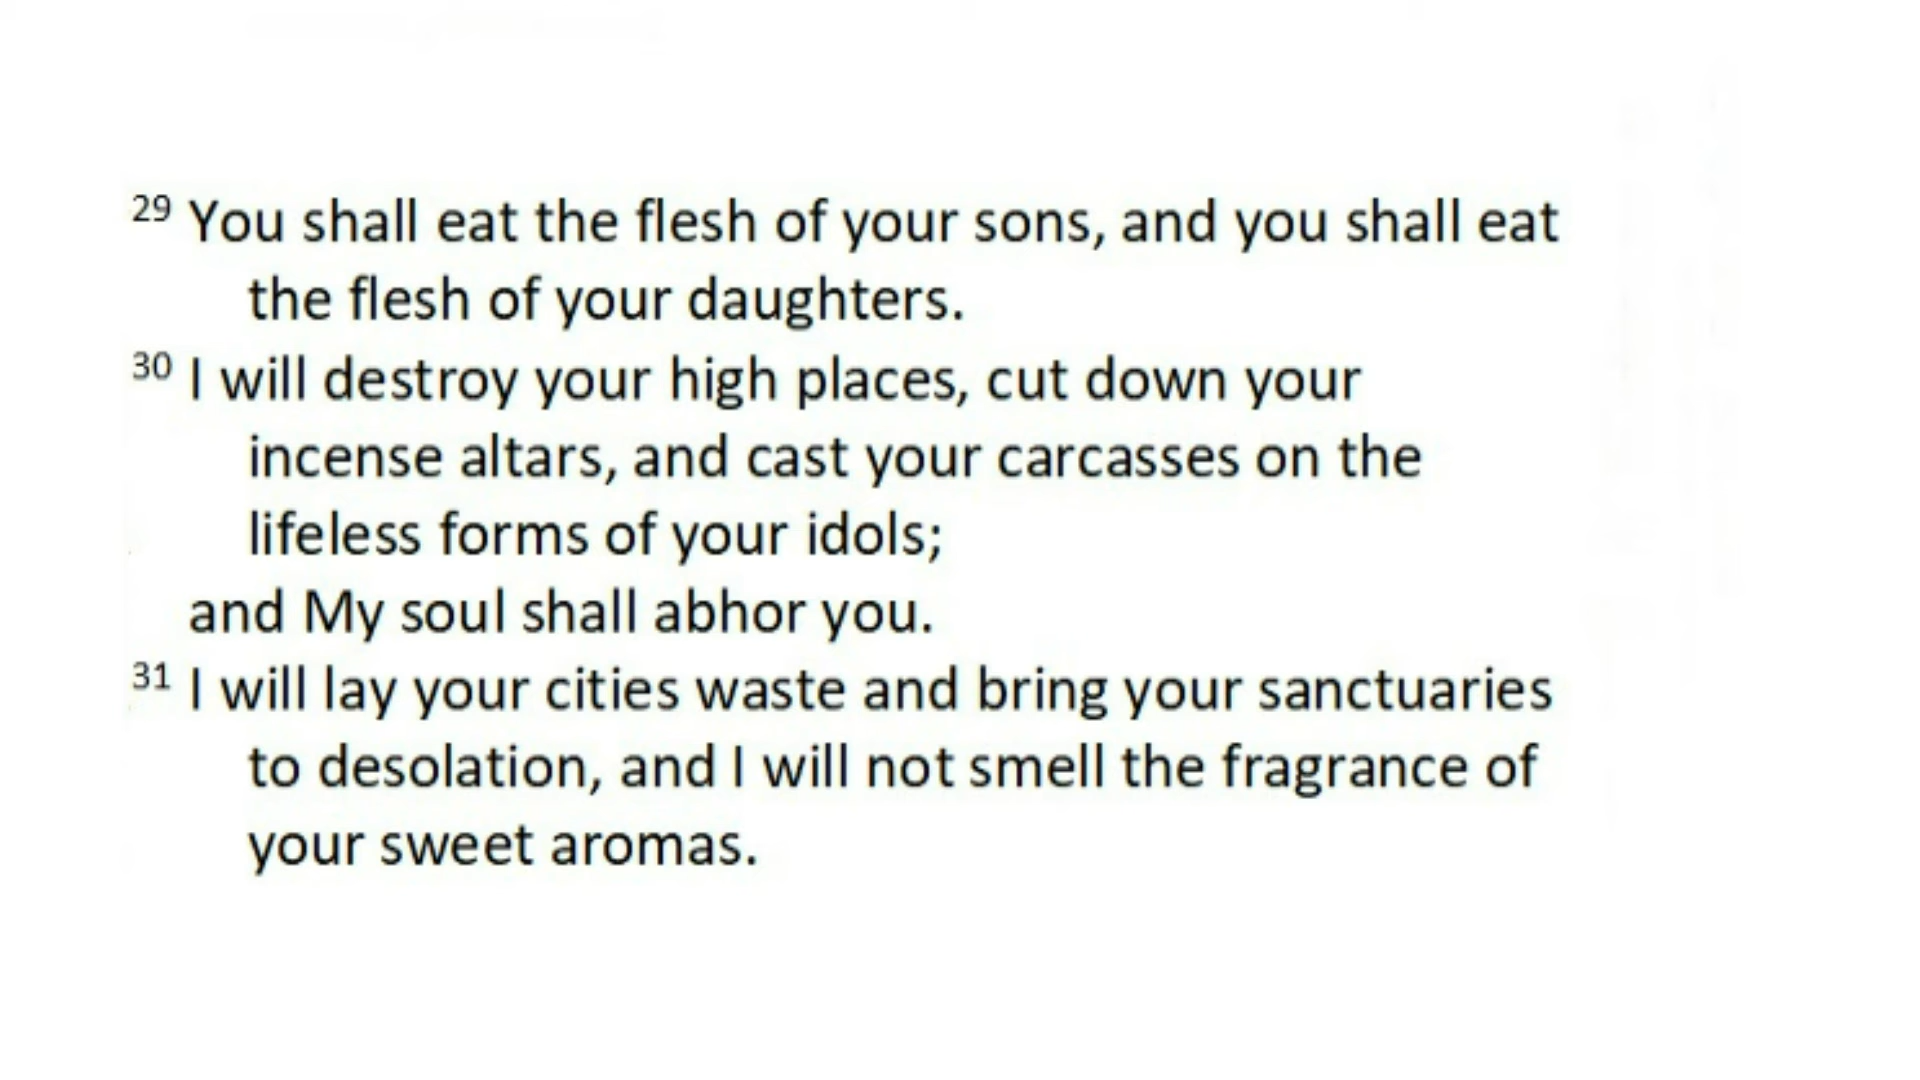 29 You shall eat the flesh of your sons, and you shall eat
the flesh of your daughters.
30 I will destroy your high places, cut down your
incense altars, and cast your carcasses on the
lifeless forms of your idols;
and My soul shall abhor you.
31 I will lay your cities waste and bring your sanctuaries
to desolation, and I will not smell the fragrance of
your sweet aromas.